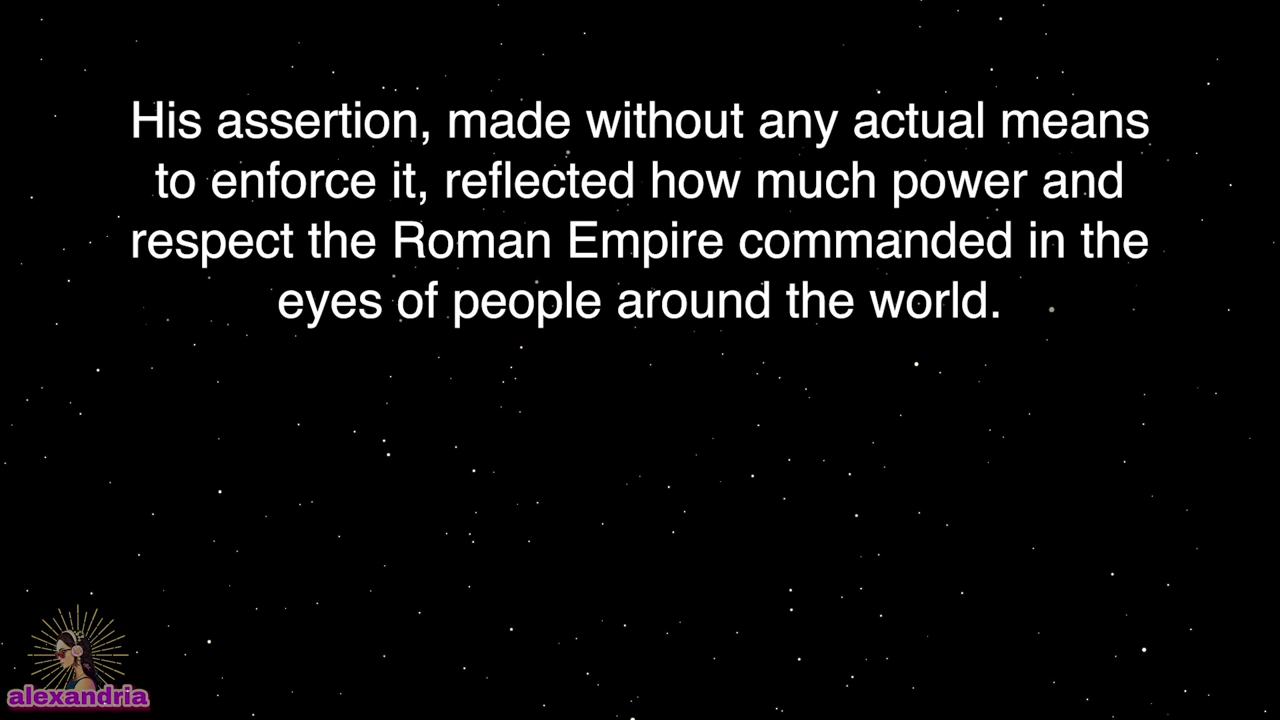 His assertion, made without any actual means
to enforce it, reflected how much power and
respect the Roman Empire commanded in the
eyes of people around the world.
alexandria